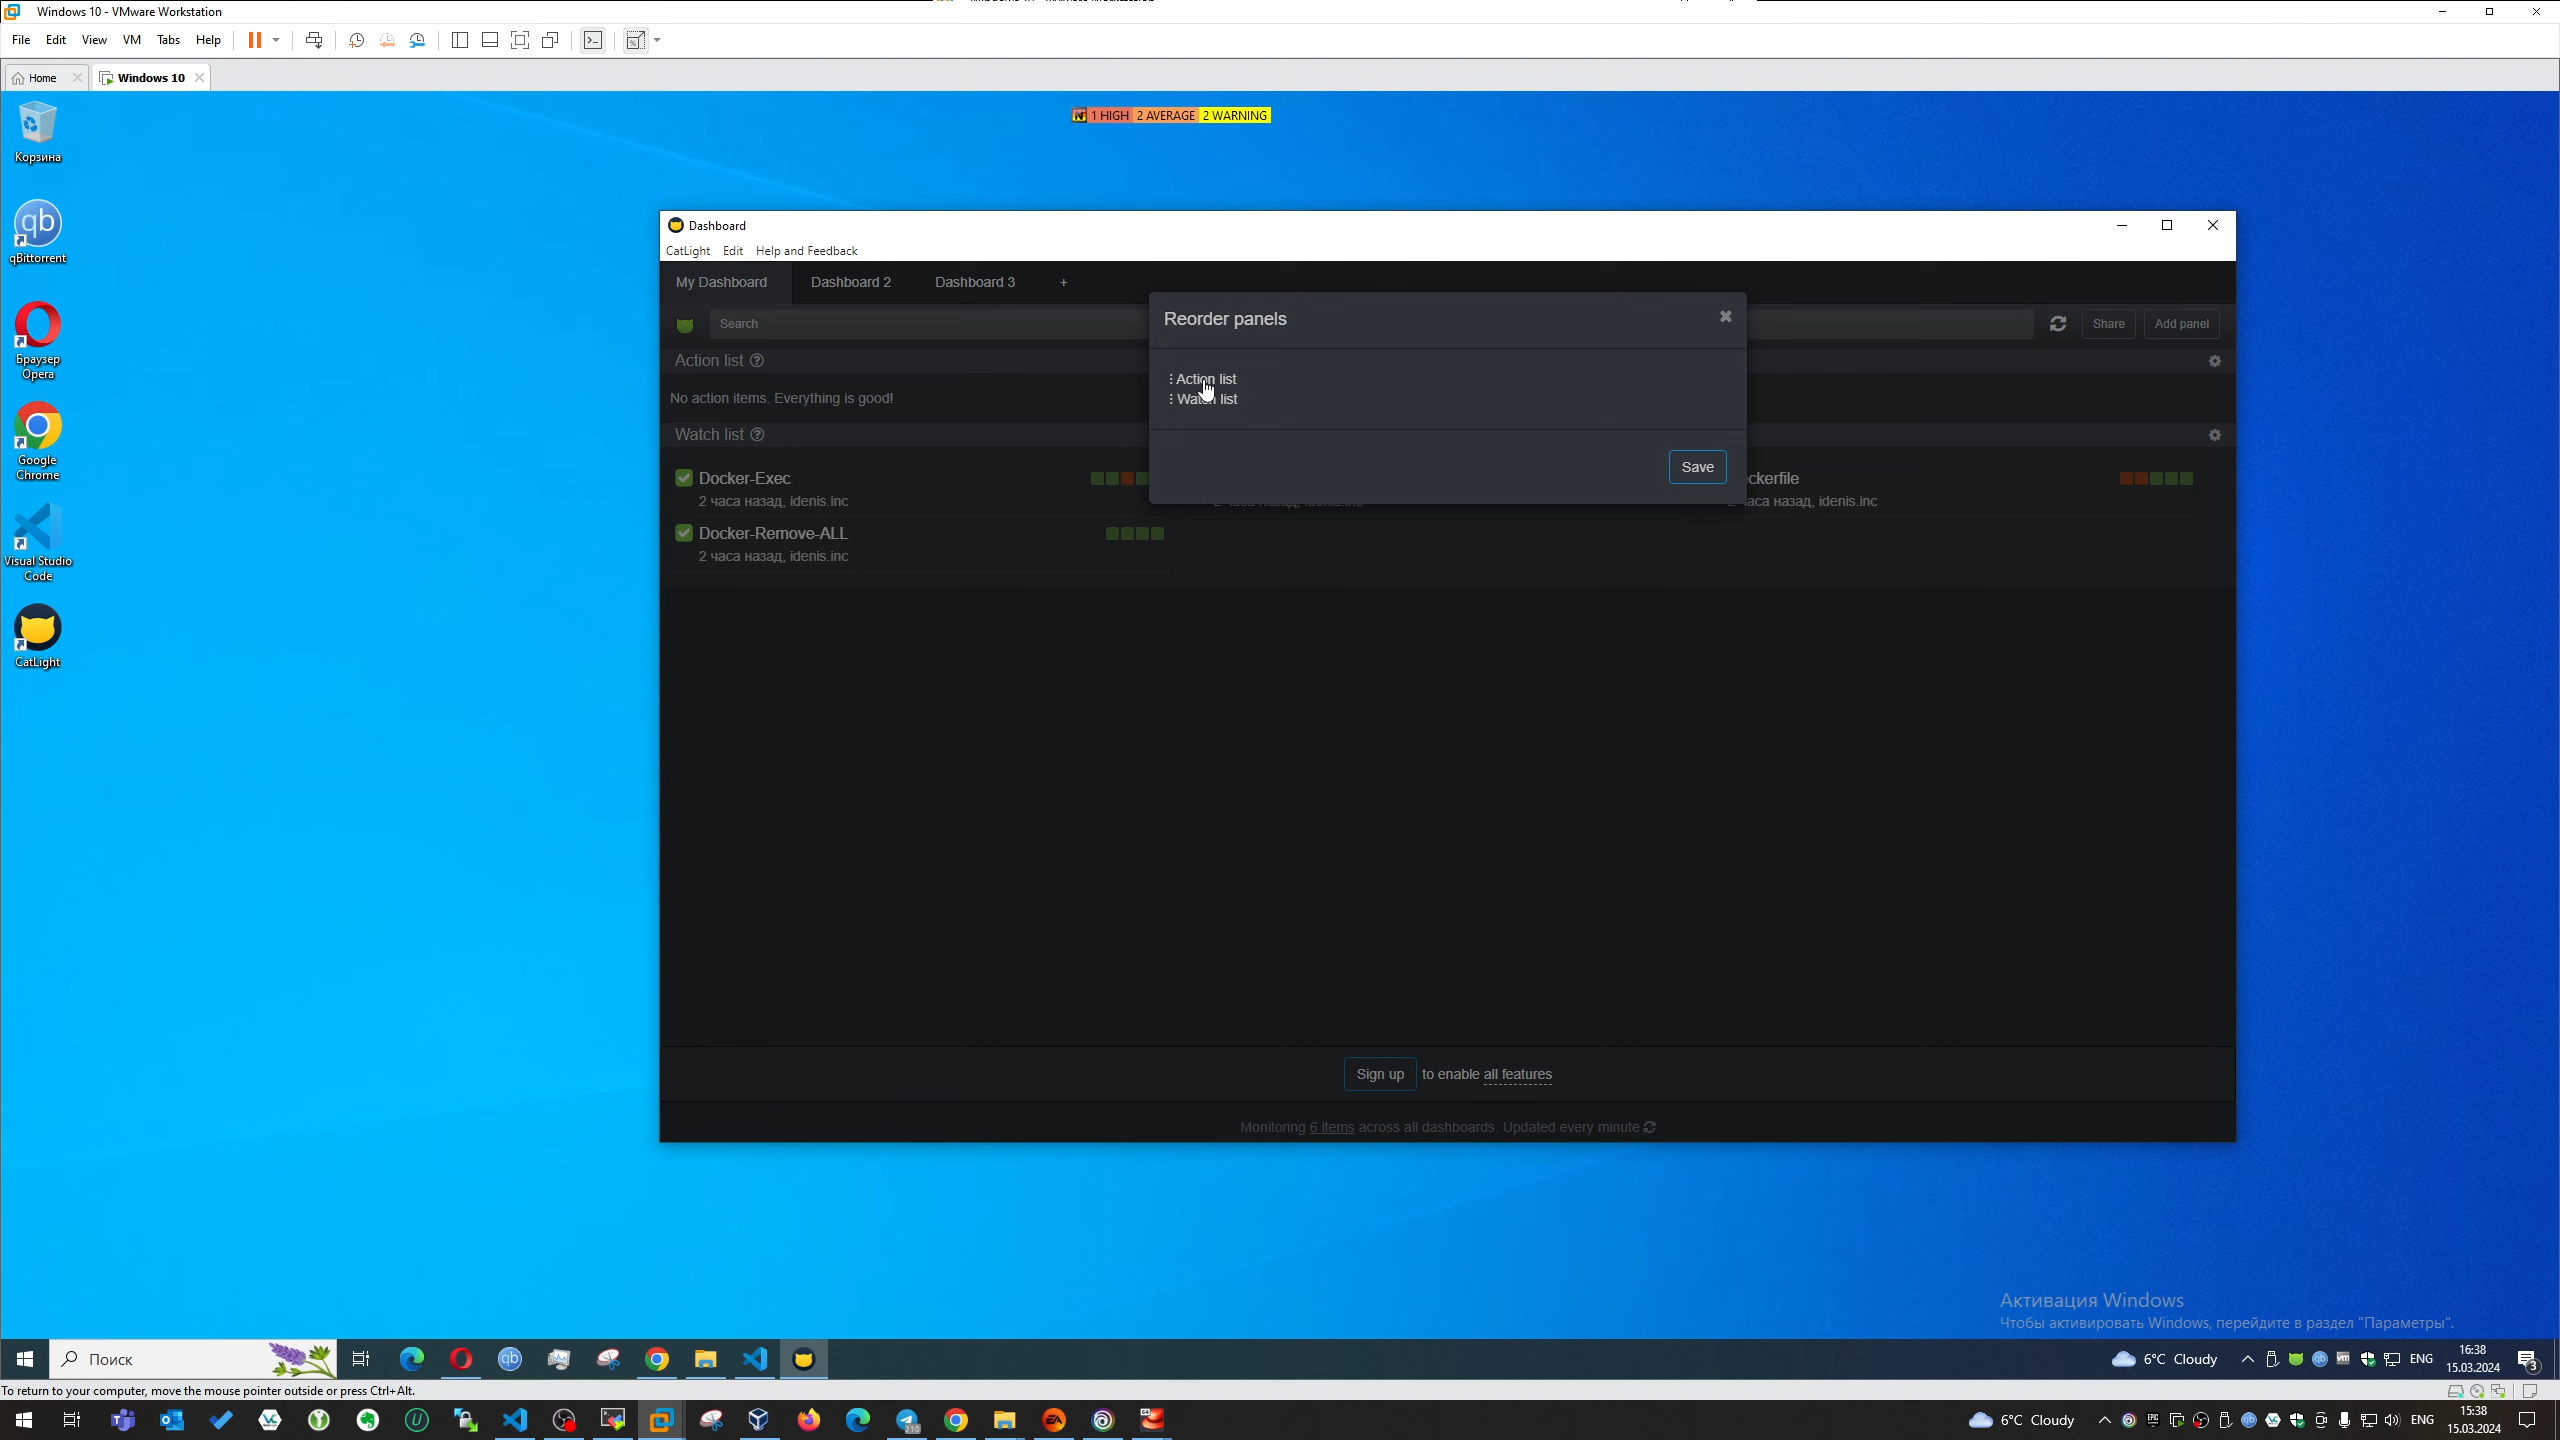 Windows 10 - VMware Workstation
File Edit View VM Tabs Help
Home Windows 10
1 HIGH 2 AVERAGE 2 WARNING
Корзина
qBittorrent
Браузер
Opera
Google
Chrome
Visual Studio
Code
CatLight
Dashboard
CatLight Edit Help and Feedback
My Dashboard Dashboard 2 Dashboard 3 +
Search Share Add panel
Reorder panels
Action list
Watch list
Save
Action list
No action items. Everything is good!
Watch list
Docker-Exec ckerfile
2 часа назад, idenis.inc аса назад, idenis.inc
Docker-Remove-ALL
2 часа назад, idenis.inc
Sign up to enable all features
Monitoring 6 items across all dashboards. Updated every minute
Активация Windows
Чтобы активировать Windows, перейдите в раздел "Параметры".
Поиск 6°C Cloudy ENG 16:38
15.03.2024 3
To return to your computer, move the mouse pointer outside or press Ctrl+Alt.
6°C Cloudy ENG 15:38
15.03.2024